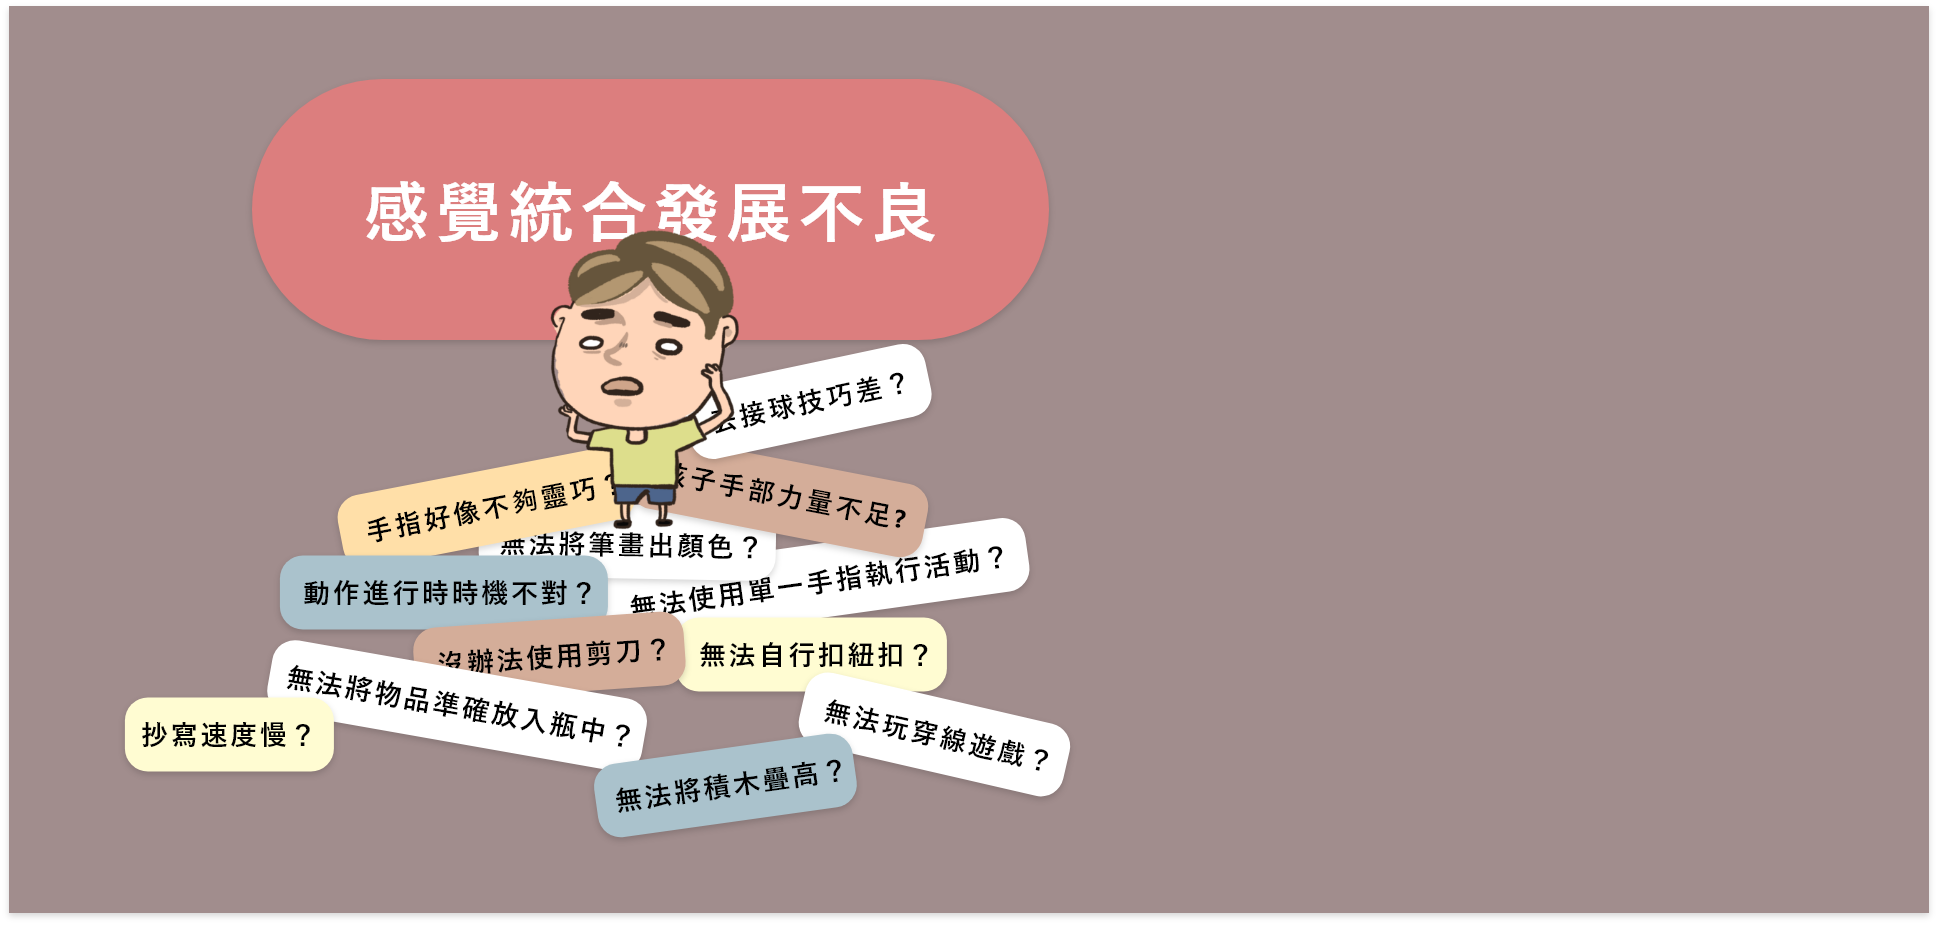 感覺統合發展不良
接球技巧差？
子手部力量不足?
手指好像不夠靈巧？
無法將筆畫出顏色？
無法使用單一手指執行活動？
動作進行時時機不對？
沒辦法使用剪刀？
無法自行扣紐扣？
無法將物品準確放入瓶中？
無法玩穿線遊戲？
抄寫速度慢？
無法將積木疊高？